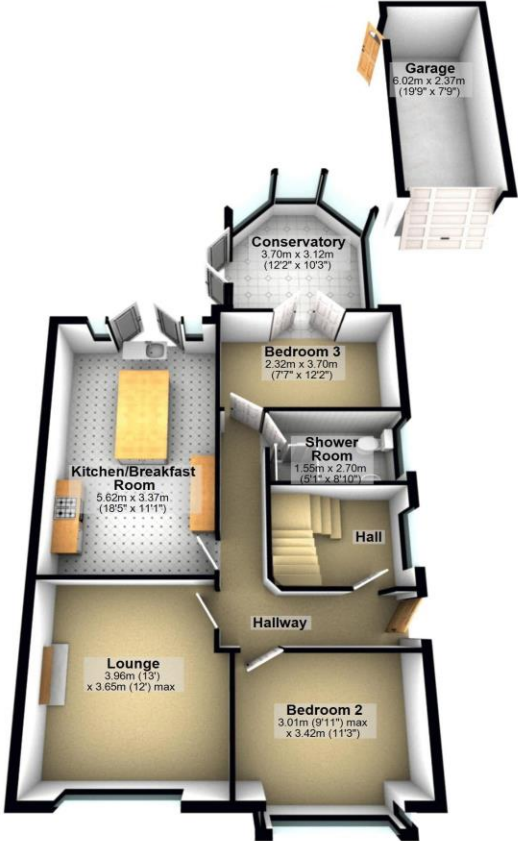 Garage
6.02m x 2.37m
(19'9" x 7'9")
Conservatory
3.70m x 3.12m
(12'2" x 10'3")
Bedroom 3
2.32m x 3.70m
(7'7" x 12'2")
Shower
Room
1.55m x 2.70m
(5'1" x 8'10")
Kitchen/Breakfast
Room
5.62m x 3.37m
(18'5" x 11'1")
Hall
Hallway
Lounge
3.96m (13')
x 3.65m (12') max
Bedroom 2
3.01m (9'11") max
x 3.42m (11'3")